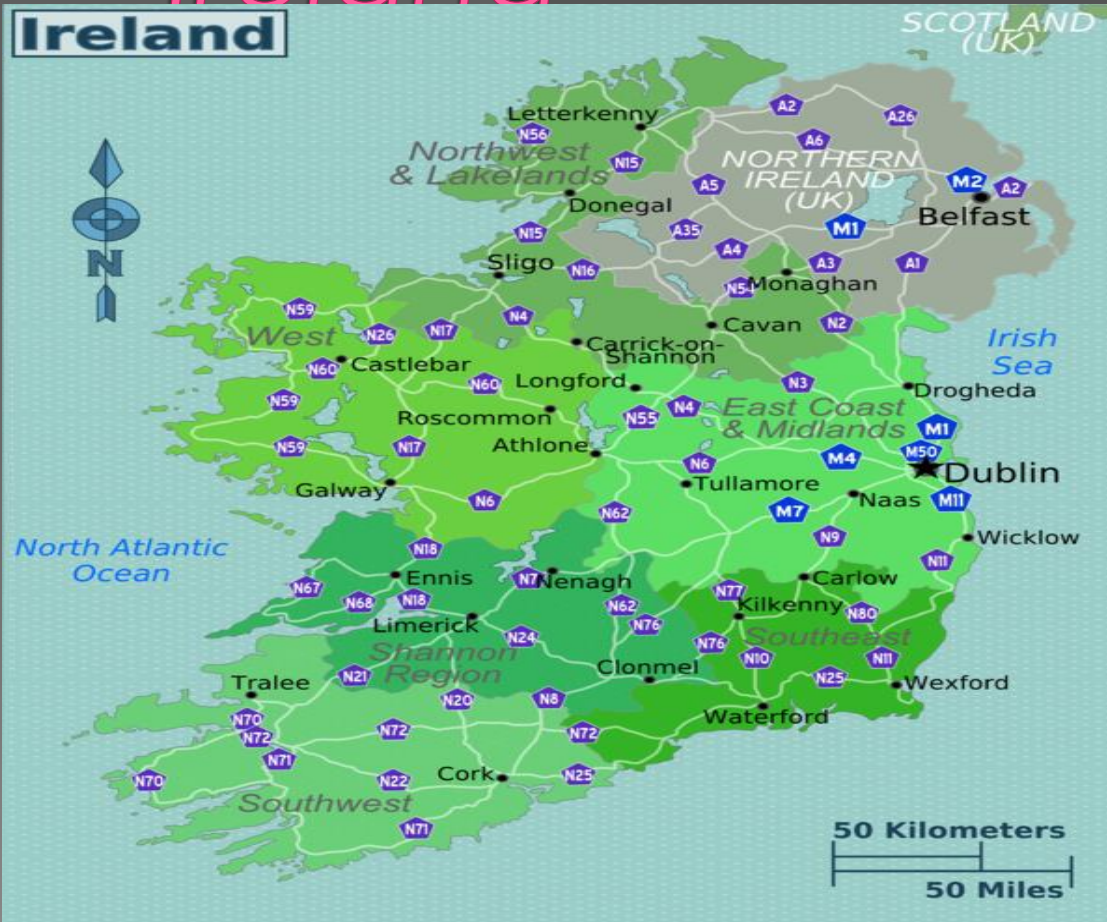 Ireland
Ireland
SCOTLAND
(UK)
Letterkenny
A2
A26
N56
A6
Northwest
& Lakelands
N15
NORTHERN
IRELAND
(UK)
A5
M2
A2
Donegal
Belfast
N15
A35
M1
A4
Sligo
N16
A3
A1
N
N54
Monaghan
N59
N4
Cavan
N2
West
N26
N17
Carrick-on-
Shannon
Irish
Sea
N60
Castlebar
N60
Longford
N3
Drogheda
N59
Roscommon
N55
N4
East Coast
& Midlands
M1
N59
N17
Athlone
N6
M4
M50
Dublin
Galway
N6
Tullamore
Naas
M11
N62
M7
North Atlantic
Ocean
N18
N9
Wicklow
N11
Ennis
N7
Nenagh
Carlow
N67
N68
N18
N62
N77
Kilkenny
N80
Limerick
N24
N76
N76
Southeast
Shannon
Region
Clonmel
N10
N11
N21
N25
Wexford
Tralee
N20
N8
Waterford
N70
N72
N72
N72
N71
N70
N22
Cork
N25
Southwest
N71
50 Kilometers
50 Miles